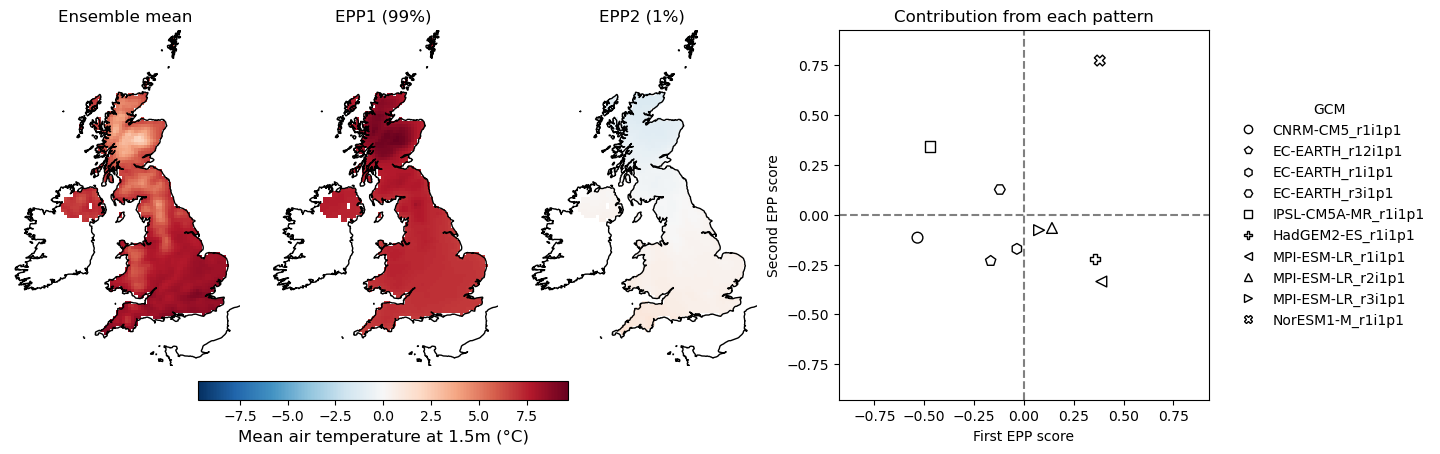 Ensemble mean
EPP1 (99%)
EPP2 (1%)
Contribution from each pattern
0.75
0.50
0.25
0.00
−0.25
−0.50
−0.75
Second EPP score
−0.75
−0.50
−0.25
0.00
0.25
0.50
0.75
First EPP score
GCM
CNRM-CM5_r1i1p1
EC-EARTH_r12i1p1
EC-EARTH_r1i1p1
EC-EARTH_r3i1p1
IPSL-CM5A-MR_r1i1p1
HadGEM2-ES_r1i1p1
MPI-ESM-LR_r1i1p1
MPI-ESM-LR_r2i1p1
MPI-ESM-LR_r3i1p1
NorESM1-M_r1i1p1
−7.5
−5.0
−2.5
0.0
2.5
5.0
7.5
Mean air temperature at 1.5m (°C)